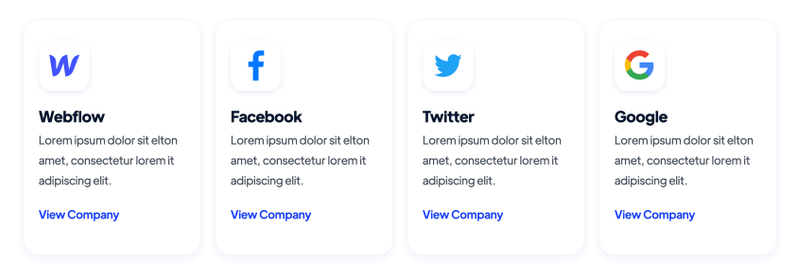 Webflow
Lorem ipsum dolor sit elton
amet, consectetur lorem it
adipiscing elit.
View Company
Facebook
Lorem ipsum dolor sit elton
amet, consectetur lorem it
adipiscing elit.
View Company
Twitter
Lorem ipsum dolor sit elton
amet, consectetur lorem it
adipiscing elit.
View Company
Google
Lorem ipsum dolor sit elton
amet, consectetur lorem it
adipiscing elit.
View Company